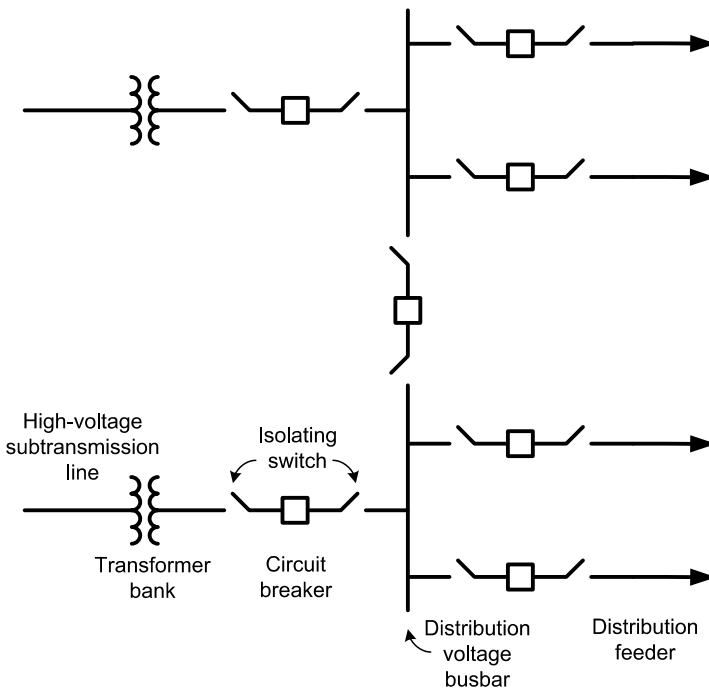 High-voltage
subtransmission
line
Isolating
switch
Transformer
bank
Circuit
breaker
Distribution
voltage
busbar
Distribution
feeder